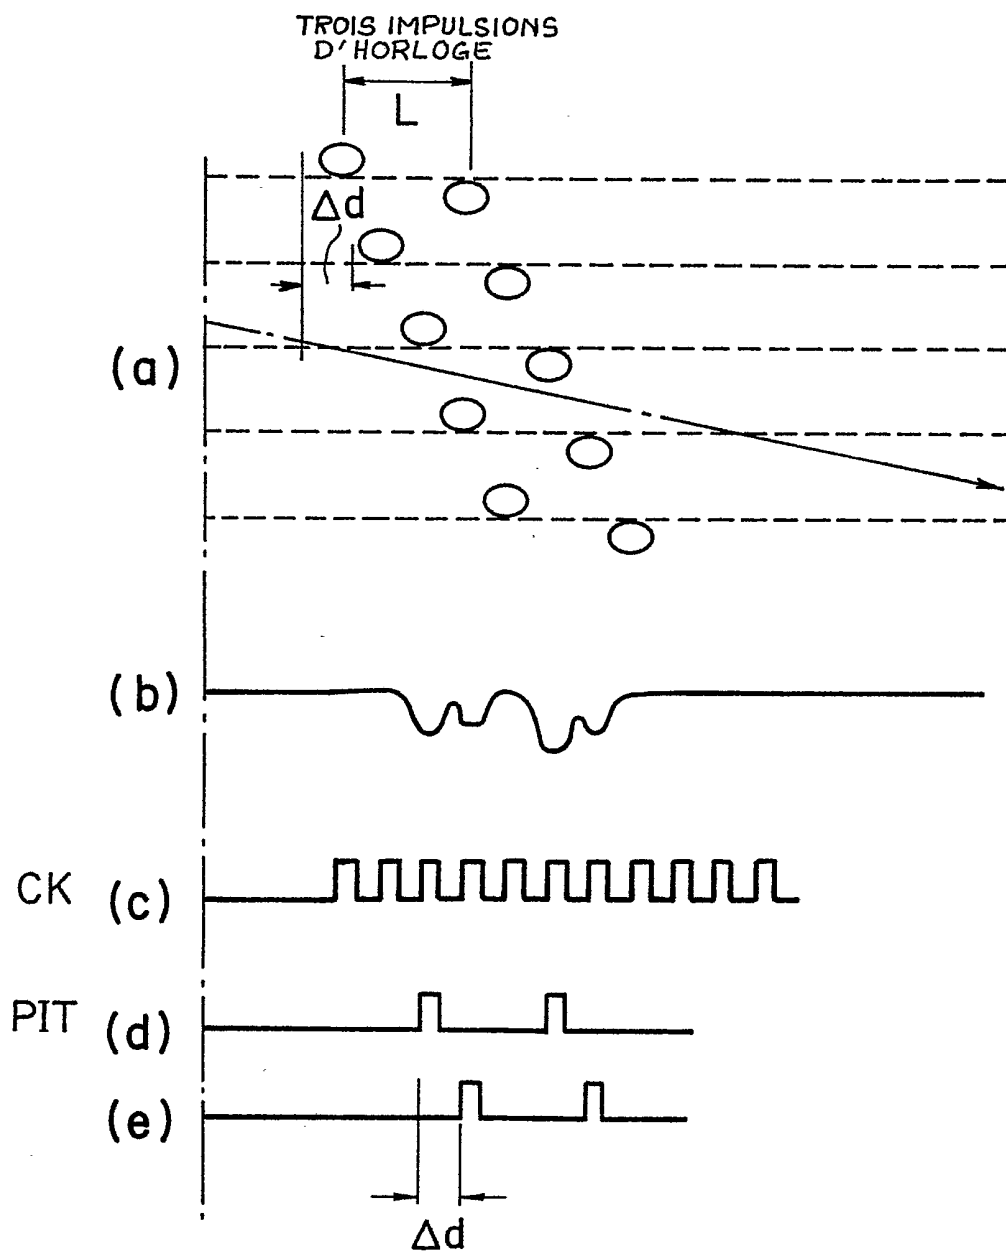 TROIS IMPULSIONS
D'HORLOGE
L
Δd
(a)
(b)
CK (c)
PIT (d)
(e)
Δd